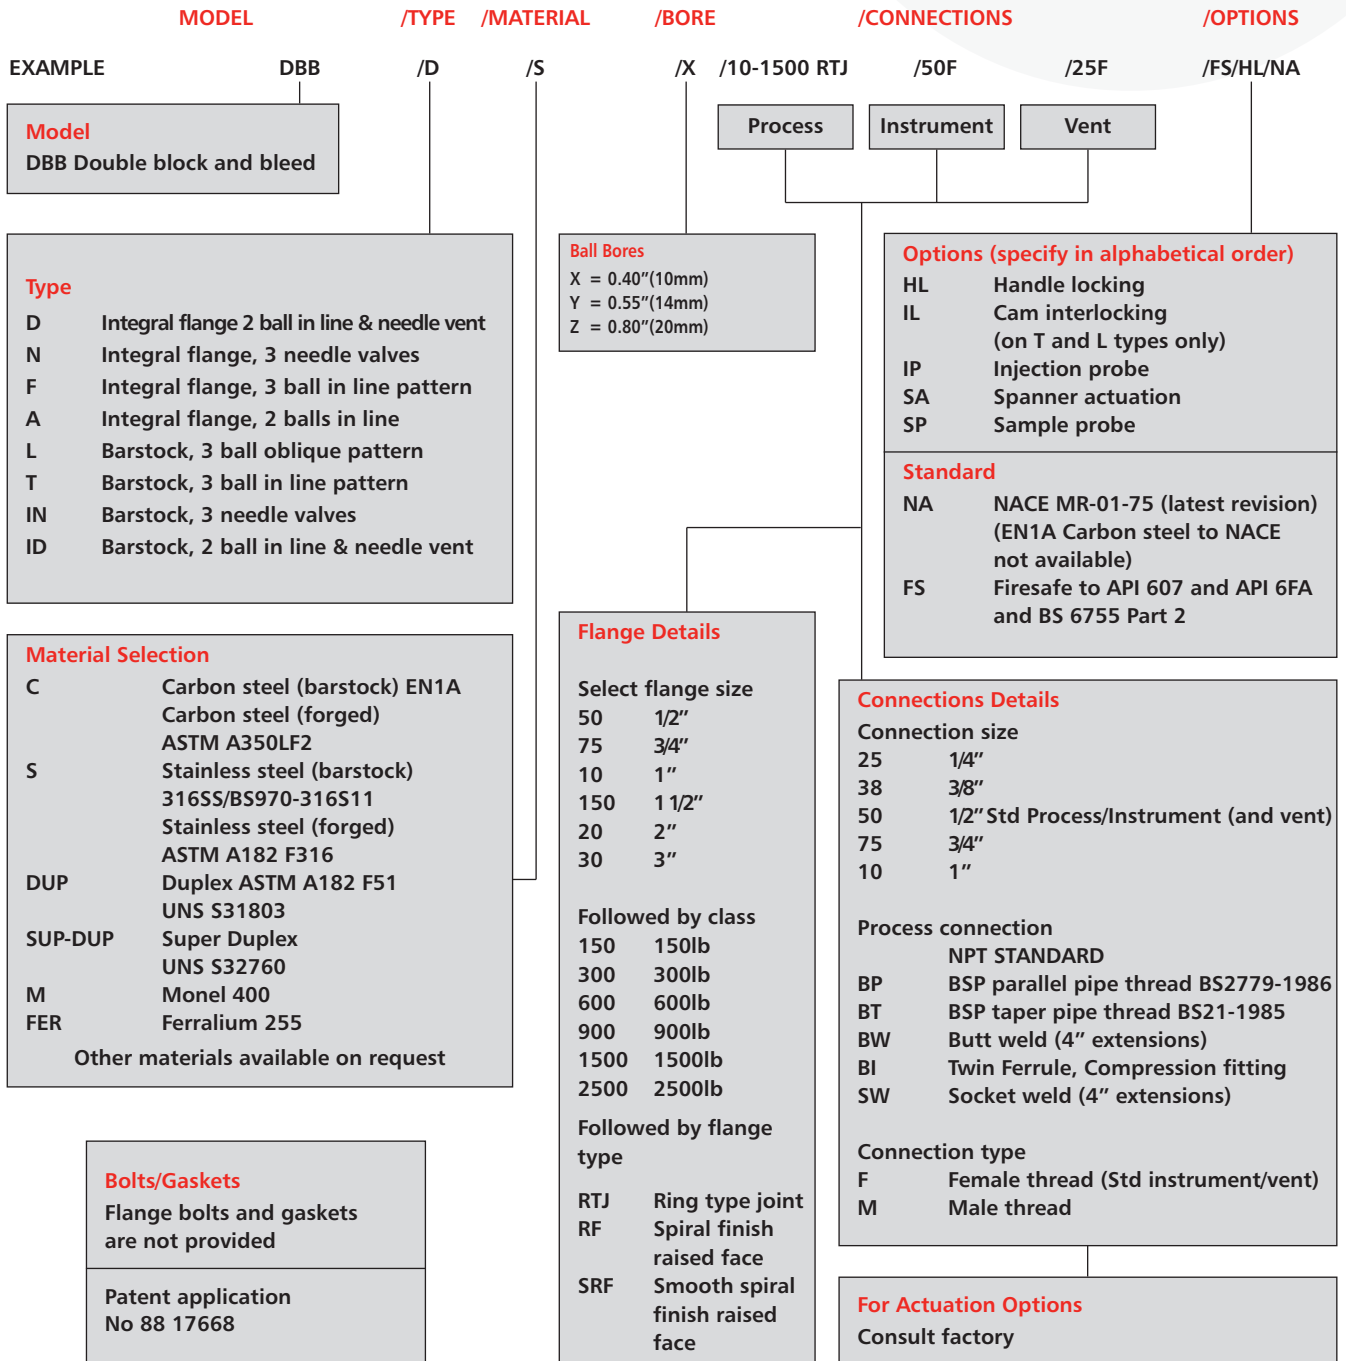 MODEL /TYPE /MATERIAL /BORE /CONNECTIONS /OPTIONS
EXAMPLE DBB /D /S /X /10-1500 RTJ /50F /25F /FS/HL/NA
Process Instrument Vent
Model
DBB Double block and bleed
Type
D Integral flange 2 ball in line & needle vent
N Integral flange, 3 needle valves
F Integral flange, 3 ball in line pattern
A Integral flange, 2 balls in line
L Barstock, 3 ball oblique pattern
T Barstock, 3 ball in line pattern
IN Barstock, 3 needle valves
ID Barstock, 2 ball in line & needle vent
Ball Bores
X = 0.40”(10mm)
Y = 0.55”(14mm)
Z = 0.80”(20mm)
Options (specify in alphabetical order)
HL Handle locking
IL Cam interlocking
(on T and L types only)
IP Injection probe
SA Spanner actuation
SP Sample probe
Standard
NA NACE MR-01-75 (latest revision)
(EN1A Carbon steel to NACE
not available)
FS Firesafe to API 607 and API 6FA
and BS 6755 Part 2
Material Selection
C Carbon steel (barstock) EN1A
Carbon steel (forged)
ASTM A350LF2
S Stainless steel (barstock)
316SS/BS970-316S11
Stainless steel (forged)
ASTM A182 F316
DUP Duplex ASTM A182 F51
UNS S31803
SUP-DUP Super Duplex
UNS S32760
M Monel 400
FER Ferralium 255
Other materials available on request
Flange Details
Select flange size
50 1/2”
75 3/4”
10 1”
150 1 1/2”
20 2”
30 3”
Followed by class
150 150lb
300 300lb
600 600lb
900 900lb
1500 1500lb
2500 2500lb
Followed by flange
type
RTJ Ring type joint
RF Spiral finish
raised face
SRF Smooth spiral
finish raised
face
Connections Details
Connection size
25 1/4”
38 3/8”
50 1/2” Std Process/Instrument (and vent)
75 3/4”
10 1”
Process connection
NPT STANDARD
BP BSP parallel pipe thread BS2779-1986
BT BSP taper pipe thread BS21-1985
BW Butt weld (4” extensions)
BI Twin Ferrule, Compression fitting
SW Socket weld (4” extensions)
Connection type
F Female thread (Std instrument/vent)
M Male thread
Bolts/Gaskets
Flange bolts and gaskets
are not provided
Patent application
No 88 17668
For Actuation Options
Consult factory